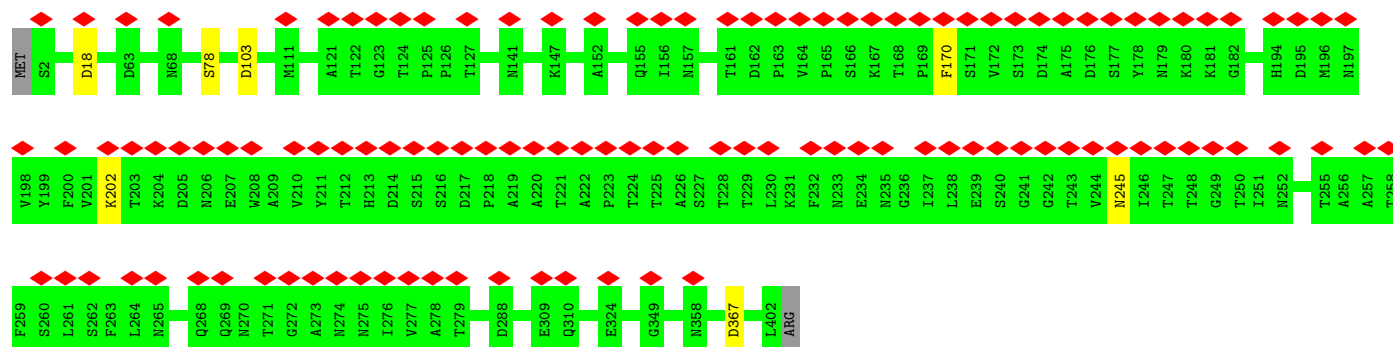 MET S2 D18 D63 N68 S78 D103 M111 A121 T122 G123 T124 P125 P126 T127 N141 K147 A152 Q155 I156 N157 T161 D162 P163 V164 P165 S166 K167 T168 P169 F170 S171 V172 S173 D174 A175 D176 S177 Y178 N179 K180 K181 G182 H194 D195 M196 N197
V198 Y199 F200 V201 K202 T203 K204 D205 N206 E207 W208 A209 V210 Y211 T212 H213 D214 S215 S216 D217 P218 A219 A220 T221 A222 P223 T224 T225 A226 S227 T228 T229 L230 K231 F232 N233 E234 N235 G236 I237 L238 E239 S240 G241 G242 T243 V244 N245 I246 T247 T248 G249 T250 I251 N252 T255 A256 A257 T258
F259 S260 L261 S262 F263 L264 N265 Q268 Q269 N270 T271 G272 A273 N274 N275 I276 V277 A278 T279 D288 E309 Q310 E324 G349 N358 D367 L402 ARG